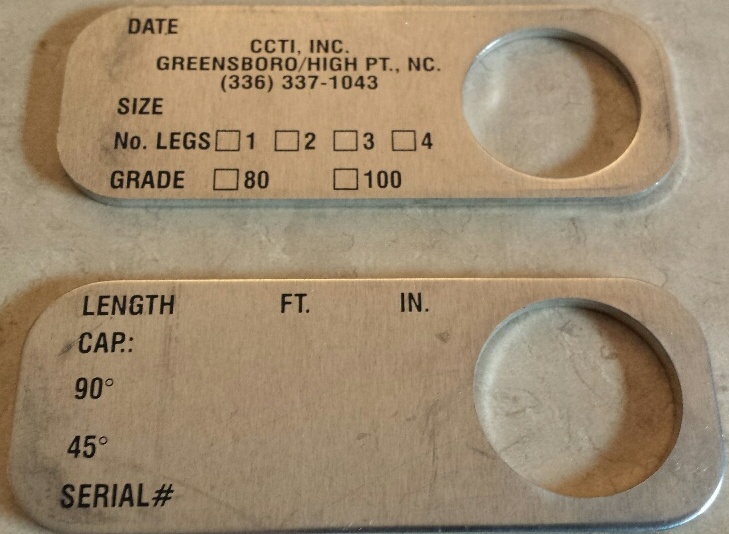 DATE
CCTI, INC.
GREENSBORO/HIGH PT., NC.
(336) 337-1043
SIZE
No. LEGS ☐ 1 ☐ 2 ☐ 3 ☐ 4
GRADE ☐ 80 ☐ 100
LENGTH FT. IN.
CAP.:
90°
45°
SERIAL#